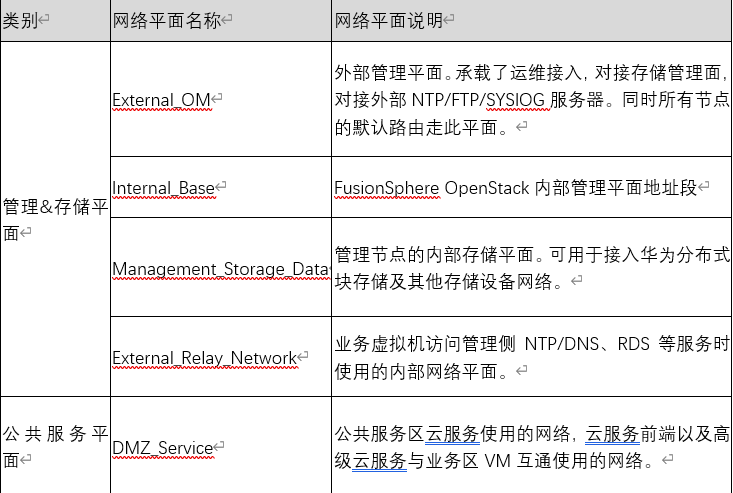 类别
网络平面名称
网络平面说明
管理&存储平
面
External_OM
外部管理平面。承载了运维接入，对接存储管理面，
对接外部 NTP/FTP/SYSIOG 服务器。同时所有节点
的默认路由走此平面。
Internal_Base
FusionSphere OpenStack 内部管理平面地址段
Management_Storage_Data
管理节点的内部存储平面。可用于接入华为分布式
块存储及其他存储设备网络。
External_Relay_Network
业务虚拟机访问管理侧 NTP/DNS、RDS 等服务时
使用的内部网络平面。
公共服务平
面
DMZ_Service
公共服务区云服务使用的网络，云服务前端以及高
级云服务与业务区 VM 互通使用的网络。